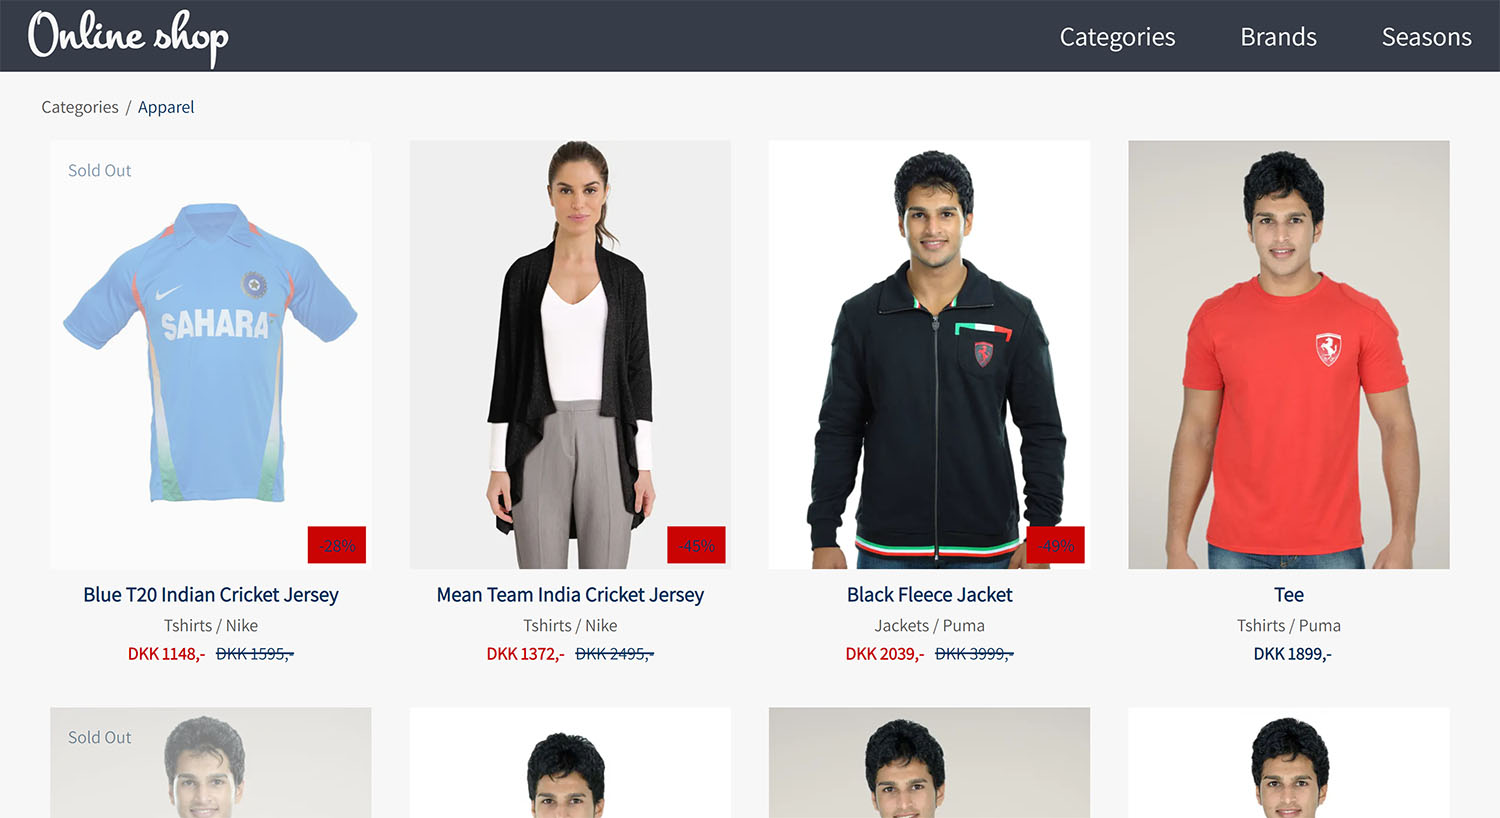 Online shop
Categories Brands Seasons
Categories / Apparel
Sold Out
SAHARA
-28%
-45%
-49%
Blue T20 Indian Cricket Jersey
Tshirts / Nike
DKK 1148,- DKK 1595,-
Mean Team India Cricket Jersey
Tshirts / Nike
DKK 1372,- DKK 2495,-
Black Fleece Jacket
Jackets / Puma
DKK 2039,- DKK 3999,-
Tee
Tshirts / Puma
DKK 1899,-
Sold Out